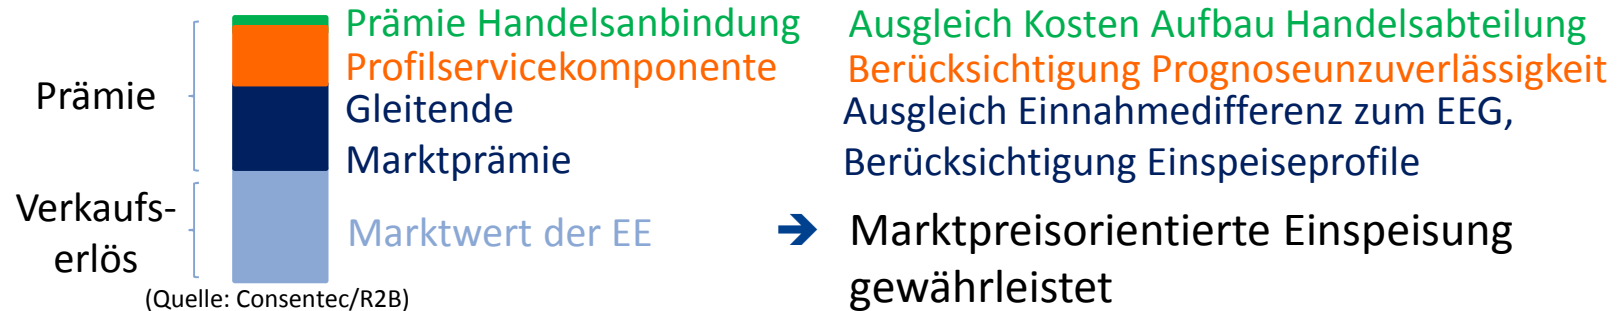 Prämie
Verkaufs-
erlös
(Quelle: Consentec/R2B)
Prämie Handelsanbindung
Profilservicekomponente
Gleitende
Marktprämie
Marktwert der EE
Ausgleich Kosten Aufbau Handelsabteilung
Berücksichtigung Prognoseunzuverlässigkeit
Ausgleich Einnahmedifferenz zum EEG,
Berücksichtigung Einspeiseprofile
➔ Marktpreisorientierte Einspeisung
gewährleistet